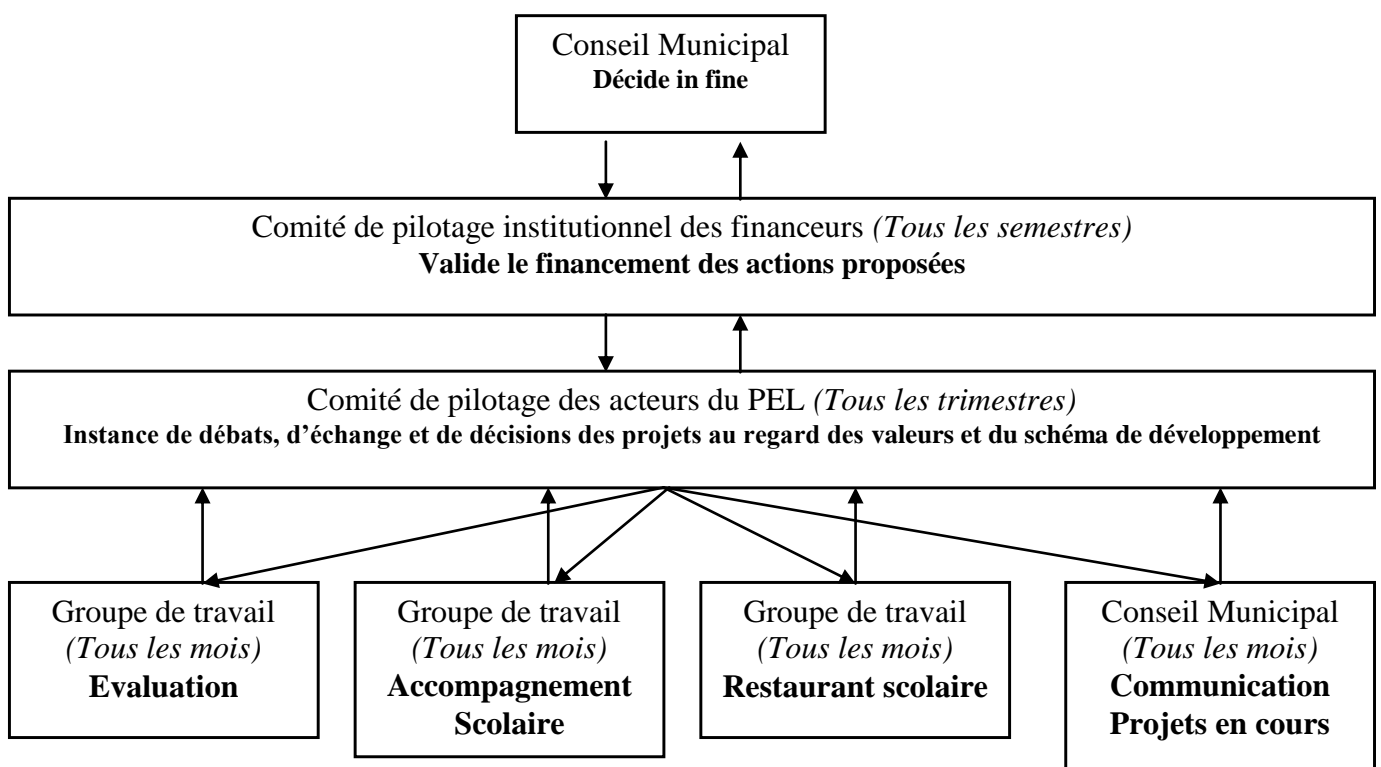 Conseil Municipal
Décide in fine
Comité de pilotage institutionnel des financeurs (Tous les semestres)
Valide le financement des actions proposées
Comité de pilotage des acteurs du PEL (Tous les trimestres)
Instance de débats, d’échange et de décisions des projets au regard des valeurs et du schéma de développement
Groupe de travail
(Tous les mois)
Evaluation
Groupe de travail
(Tous les mois)
Accompagnement
Scolaire
Groupe de travail
(Tous les mois)
Restaurant scolaire
Conseil Municipal
(Tous les mois)
Communication
Projets en cours